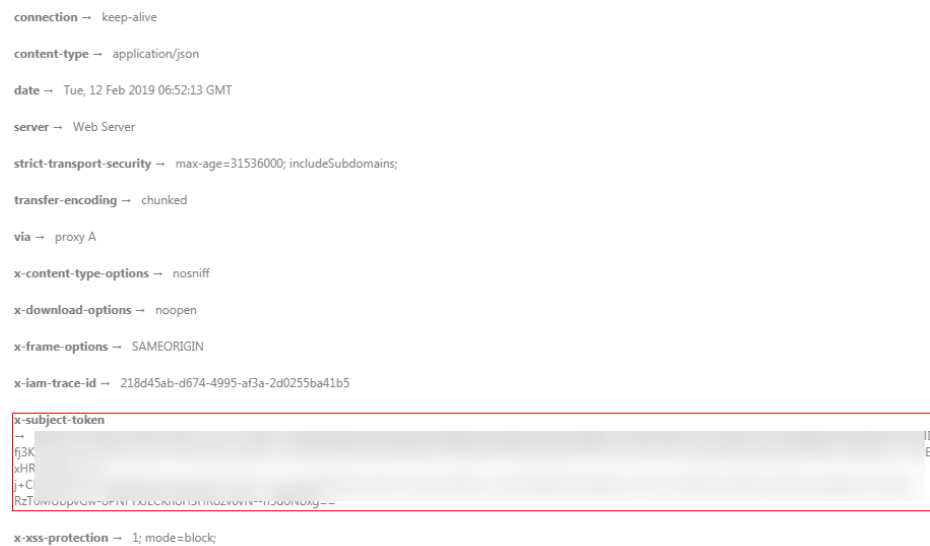 connection → keep-alive
content-type → application/json
date → Tue, 12 Feb 2019 06:52:13 GMT
server → Web Server
strict-transport-security → max-age=31536000; includeSubdomains;
transfer-encoding → chunked
via → proxy A
x-content-type-options → nosniff
x-download-options → noopen
x-frame-options → SAMEORIGIN
x-iam-trace-id → 218d45ab-d674-4995-af3a-2d0255ba41b5
x-subject-token
→
fj3K
xHR
j+C
x-xss-protection → 1; mode=block;